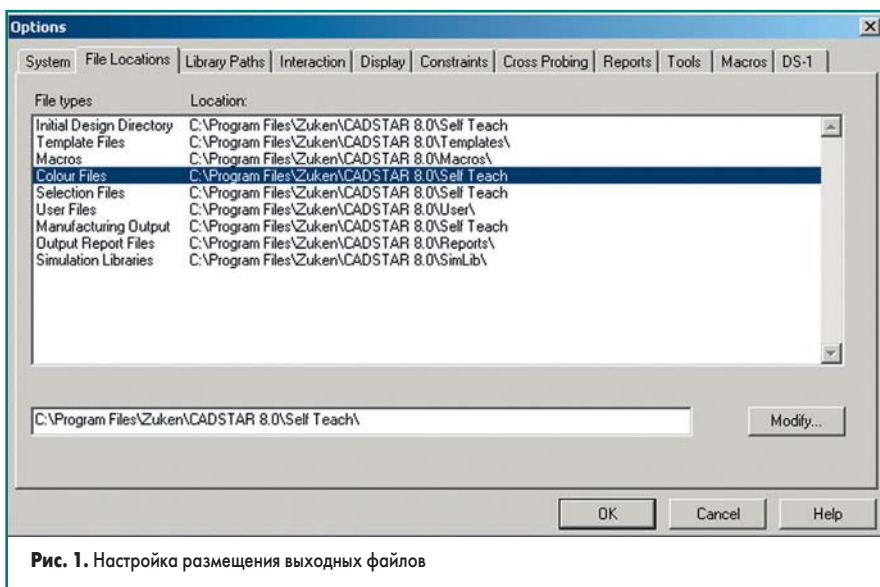 Options
System File Locations Library Paths Interaction Display Constraints Cross Probing Reports Tools Macros DS-1
File types Location:
Initial Design Directory C:\Program Files\Zuken\CADSTAR 8.0\Self Teach
Template Files C:\Program Files\Zuken\CADSTAR 8.0\Templates\
Macros C:\Program Files\Zuken\CADSTAR 8.0\Macros\
Colour Files C:\Program Files\Zuken\CADSTAR 8.0\Self Teach
Selection Files C:\Program Files\Zuken\CADSTAR 8.0\Self Teach
User Files C:\Program Files\Zuken\CADSTAR 8.0\User\
Manufacturing Output C:\Program Files\Zuken\CADSTAR 8.0\Self Teach
Output Report Files C:\Program Files\Zuken\CADSTAR 8.0\Reports\
Simulation Libraries C:\Program Files\Zuken\CADSTAR 8.0\SimLib\
C:\Program Files\Zuken\CADSTAR 8.0\Self Teach\ Modify...
OK Cancel Help
Рис. 1. Настройка размещения выходных файлов